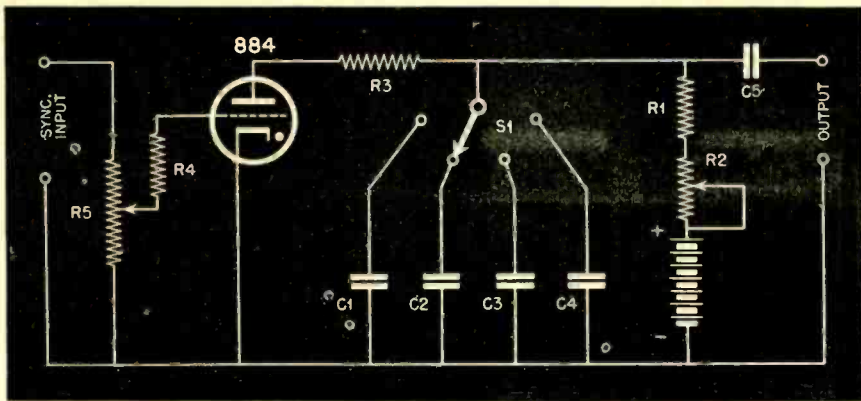 884
SYNC.
INPUT
R5
R4
R3
S1
C1
C2
C3
C4
R1
R2
+
-
C5
OUTPUT